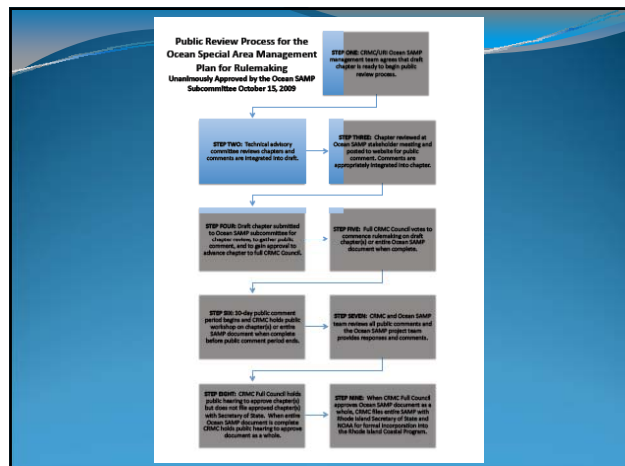 Public Review Process for the
Ocean Special Area Management
Plan for Rulemaking
Unanimously Approved by the Ocean SAMP
Subcommittee October 15, 2009
STEP ONE: CRMC/URI Ocean SAMP
management team agrees that draft
chapter is ready to begin public
review process.
STEP TWO: Technical advisory
committee reviews chapters and
comments are integrated into draft.
STEP THREE: Chapter reviewed at
Ocean SAMP stakeholder meeting and
posted to website for public
comment. Comments are
appropriately integrated into chapter.
STEP FOUR: Draft chapter submitted
to Ocean SAMP subcommittee for
chapter review, to gather public
comment, and to gain approval to
advance chapter to full CRMC Council.
STEP FIVE: Full CRMC Council votes to
commence rulemaking on draft
chapter(s) or entire Ocean SAMP
document when complete.
STEP SIX: 30-day public comment
period begins and CRMC holds public
workshop on chapter(s) or entire
SAMP document when complete
before public comment period ends.
STEP SEVEN: CRMC and Ocean SAMP
team reviews all public comments and
the Ocean SAMP project team
provides responses and comments.
STEP EIGHT: CRMC Full Council holds
public hearing to approve chapter(s)
but does not file approved chapter(s)
with Secretary of State. When entire
Ocean SAMP document is complete
CRMC holds public hearing to approve
document as a whole.
STEP NINE: When CRMC Full Council
approves Ocean SAMP document as a
whole, CRMC files entire SAMP with
Rhode Island Secretary of State and
NOAA for formal incorporation into
the Rhode Island Coastal Program.